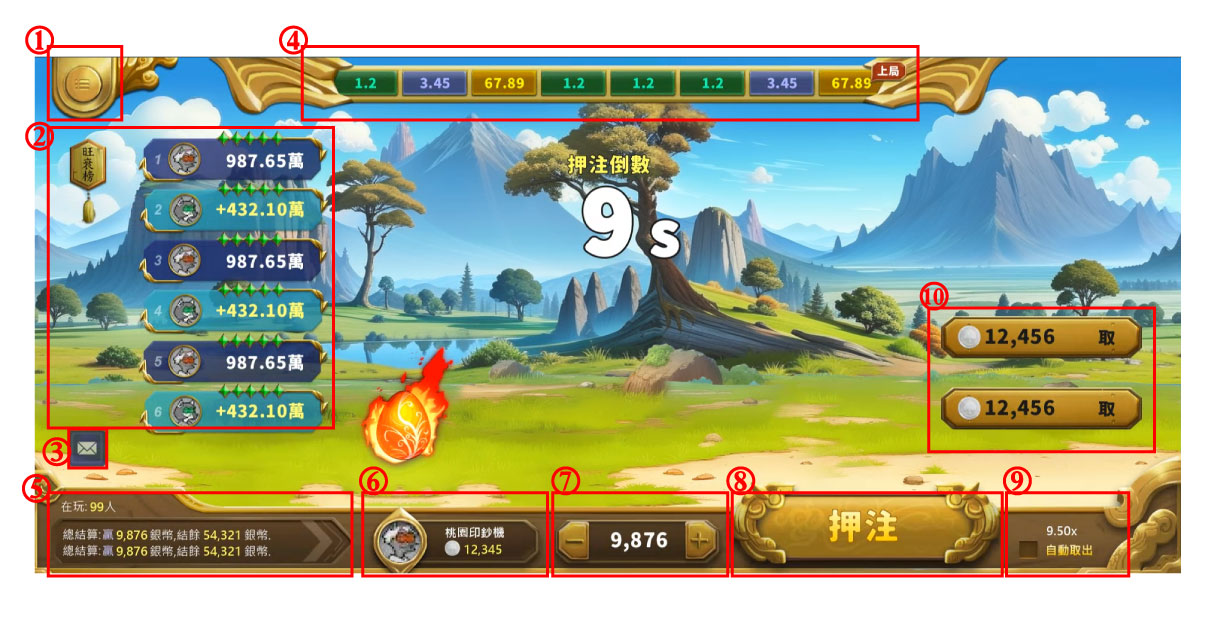 ①
④
1.2 3.45 67.89 1.2 1.2 1.2 3.45 67.89
上局
②
旺衰榜
1 987.65萬
2 +432.10萬
3 987.65萬
4 +432.10萬
5 987.65萬
6 +432.10萬
押注倒數
9 s
⑩
12,456 取
12,456 取
③
⑤
在玩: 99人
總結算: 贏 9,876 銀幣,結餘 54,321 銀幣.
總結算: 贏 9,876 銀幣,結餘 54,321 銀幣.
⑥
桃園印鈔機
12,345
⑦
− 9,876 +
⑧
押注
⑨
9.50x
自動取出